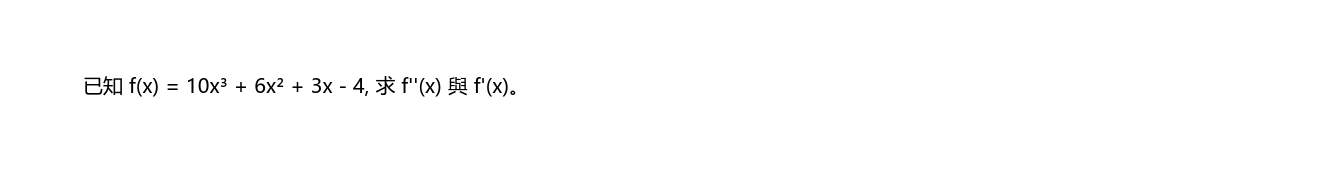 已知 f(x) = 10x³ + 6x² + 3x - 4, 求 f''(x) 與 f'(x)。